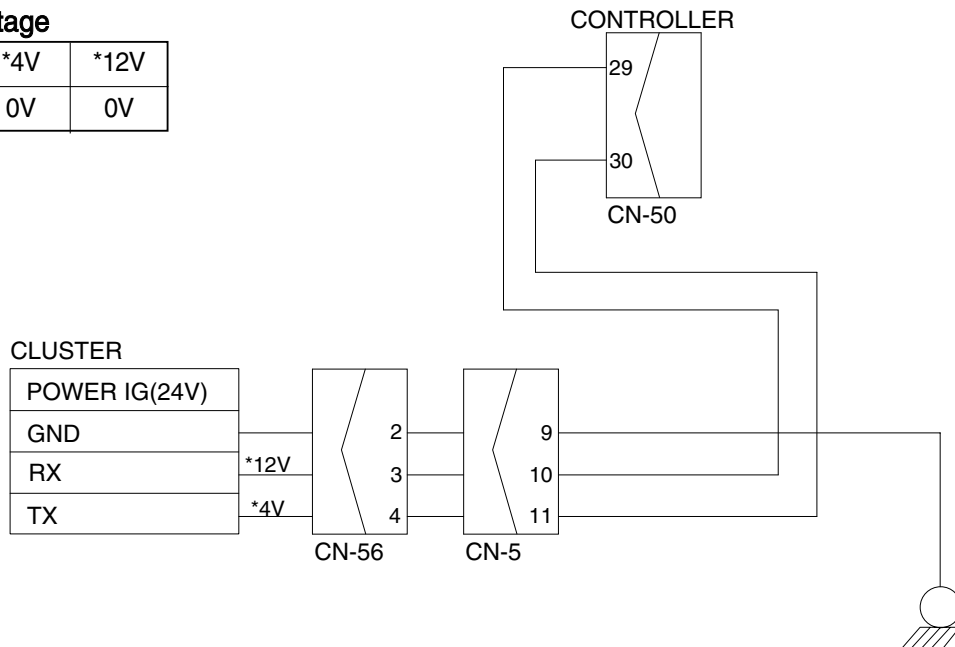 *4V *12V
0V 0V
CONTROLLER
29
30
CN-50
CLUSTER
POWER IG(24V)
GND 2 9
RX *12V 3 10
TX *4V 4 11
CN-56 CN-5